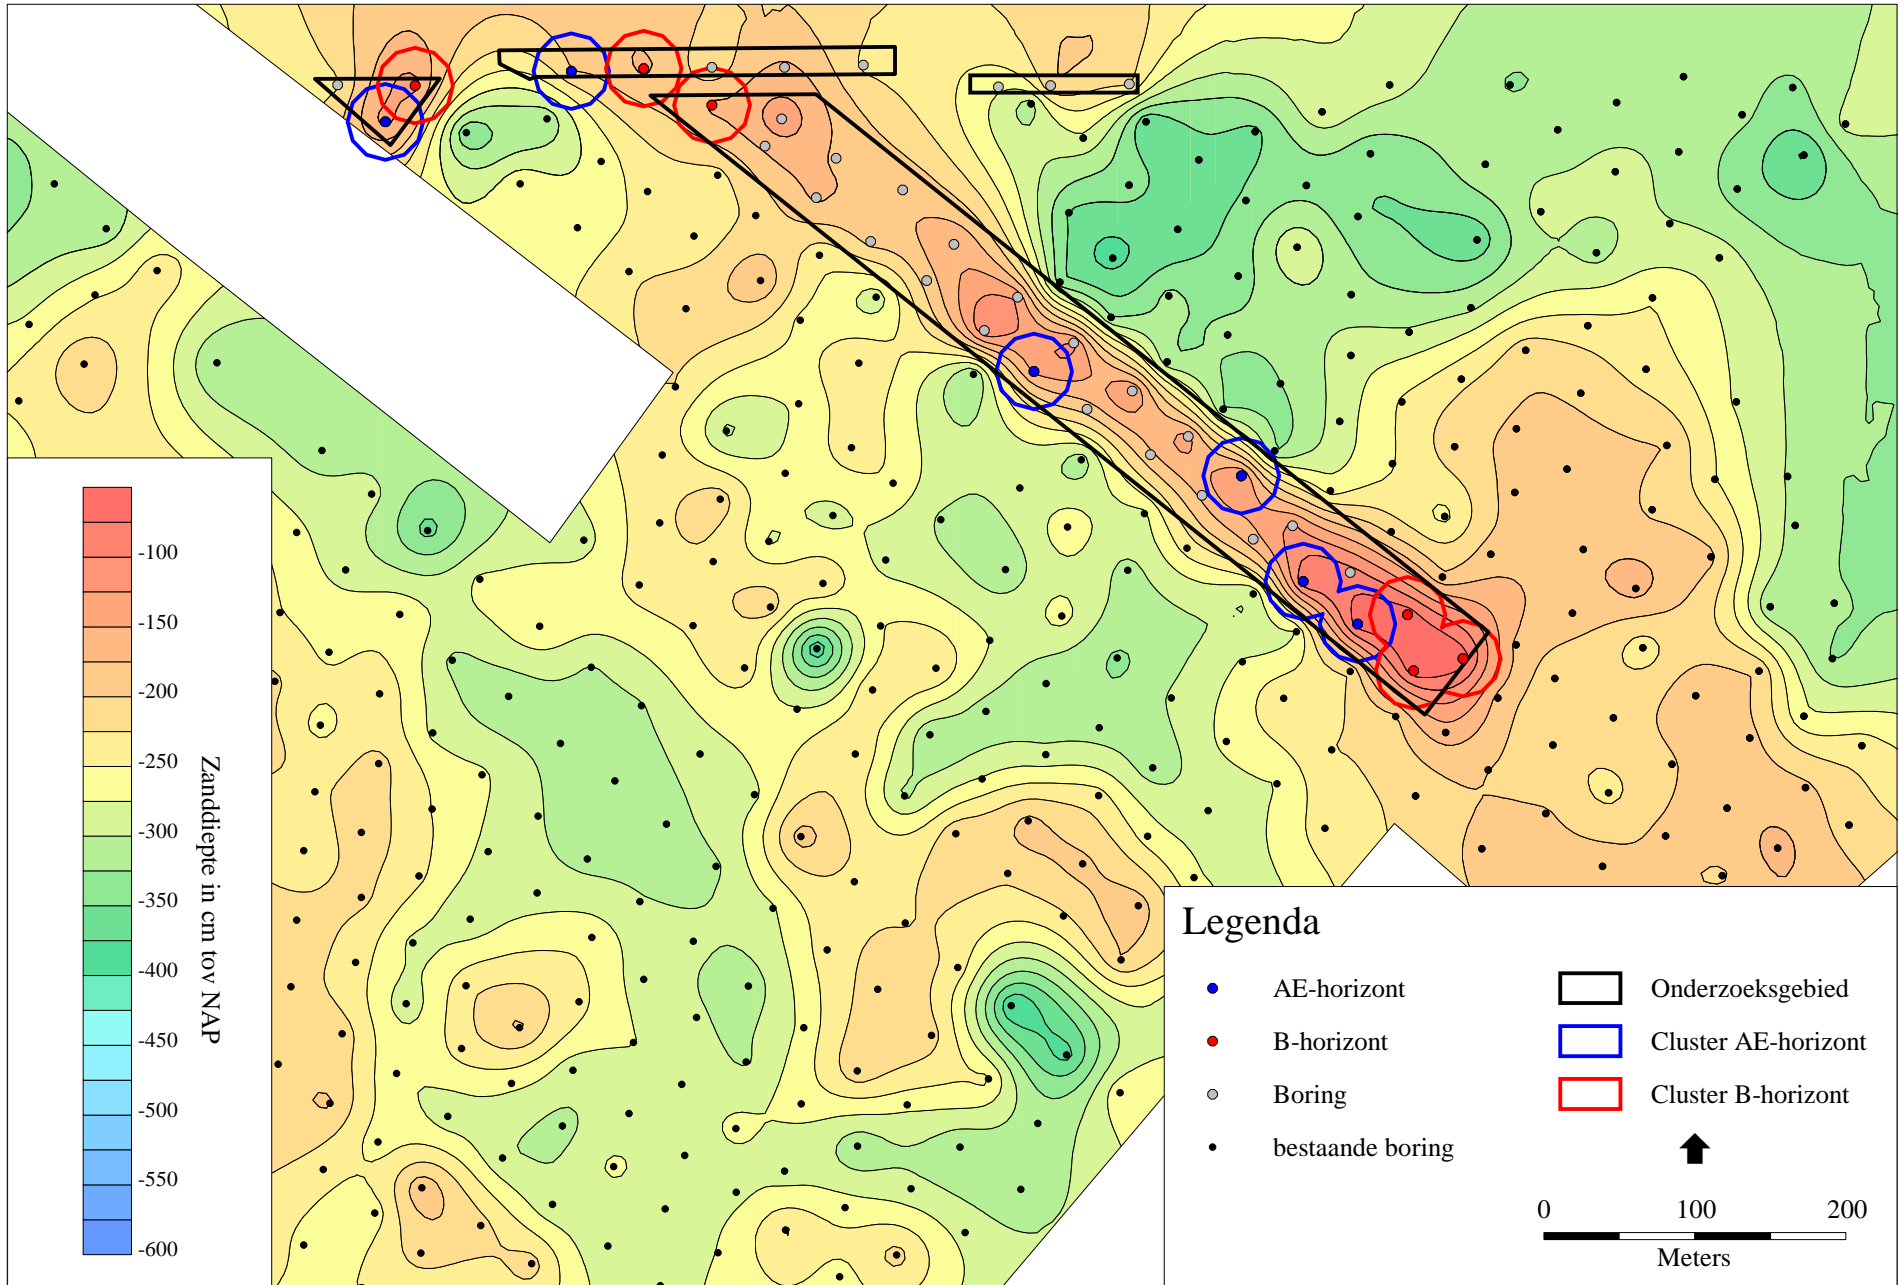 -100
-150
-200
-250
-300
-350
-400
-450
-500
-550
-600
Zanddiepte in cm tov NAP
Legenda
AE-horizont
B-horizont
Boring
bestaande boring
Onderzoeksgebied
Cluster AE-horizont
Cluster B-horizont
0 100 200
Meters